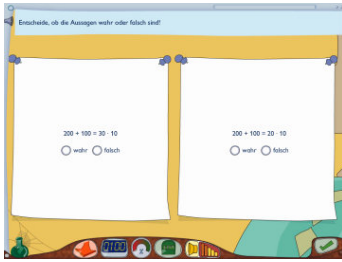 Entscheide, ob die Aussagen wahr oder falsch sind!
200 + 100 = 30 · 10
wahr falsch
200 + 100 = 20 · 10
wahr falsch